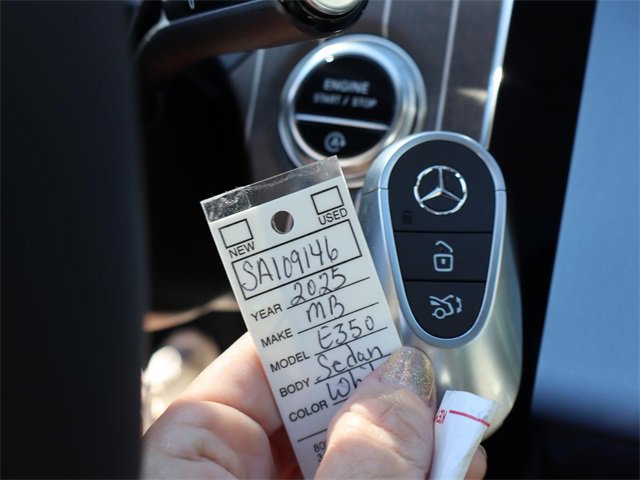 ENGINE
START / STOP
NEW USED
SA109146
YEAR 2025
MAKE MB
MODEL E350
BODY Sedan
COLOR